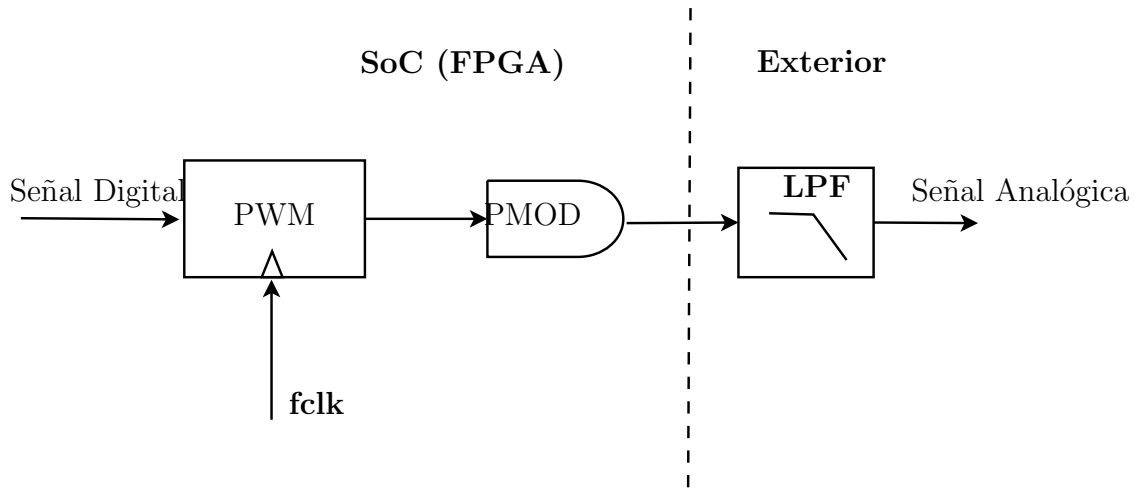 SoC (FPGA)
Exterior
Señal Digital
PWM
PMOD
LPF
Señal Analógica
fclk